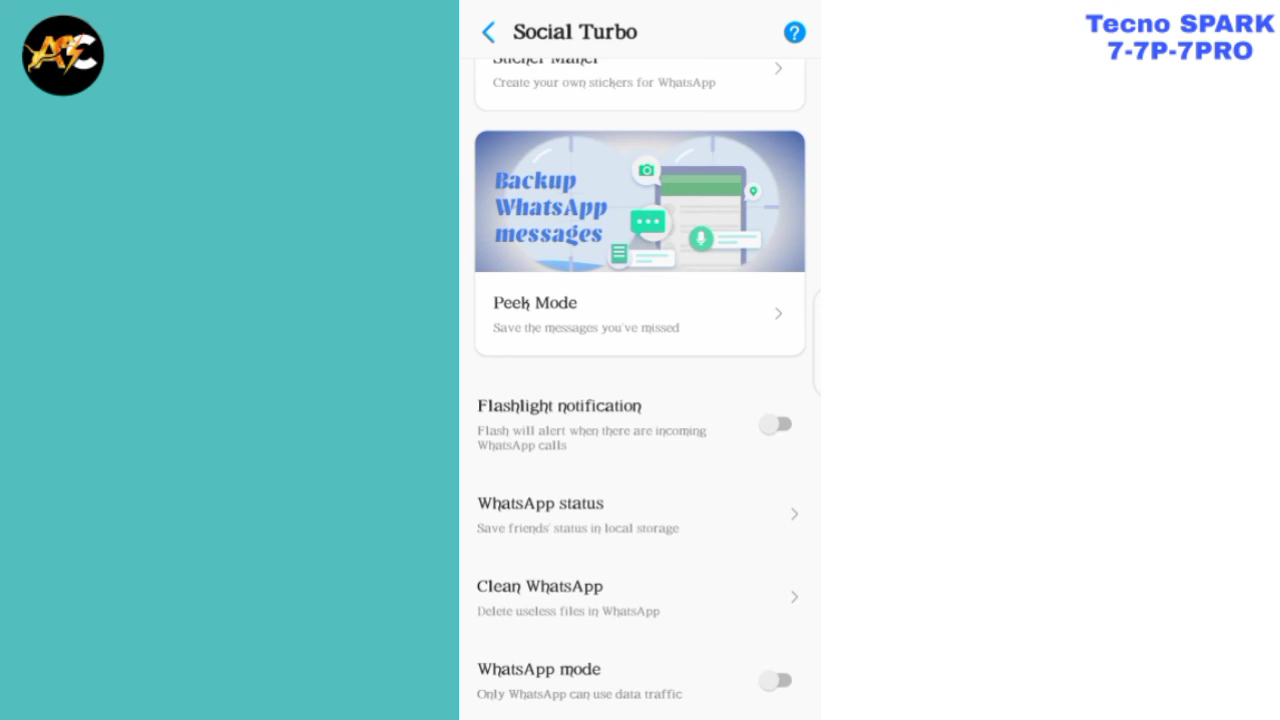 AC
Social Turbo
?
Tecno SPARK
7-7P-7PRO
Sticker Maker
Create your own stickers for WhatsApp
Backup
WhatsApp
messages
Peek Mode
Save the messages you've missed
Flashlight notification
Flash will alert when there are incoming
WhatsApp calls
WhatsApp status
Save friends' status in local storage
Clean WhatsApp
Delete useless files in WhatsApp
WhatsApp mode
Only WhatsApp can use data traffic